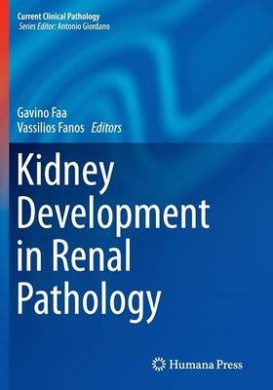 Current Clinical Pathology
Series Editor: Antonio Giordano
Gavino Faa
Vassilios Fanos Editors
Kidney
Development
in Renal
Pathology
Humana Press